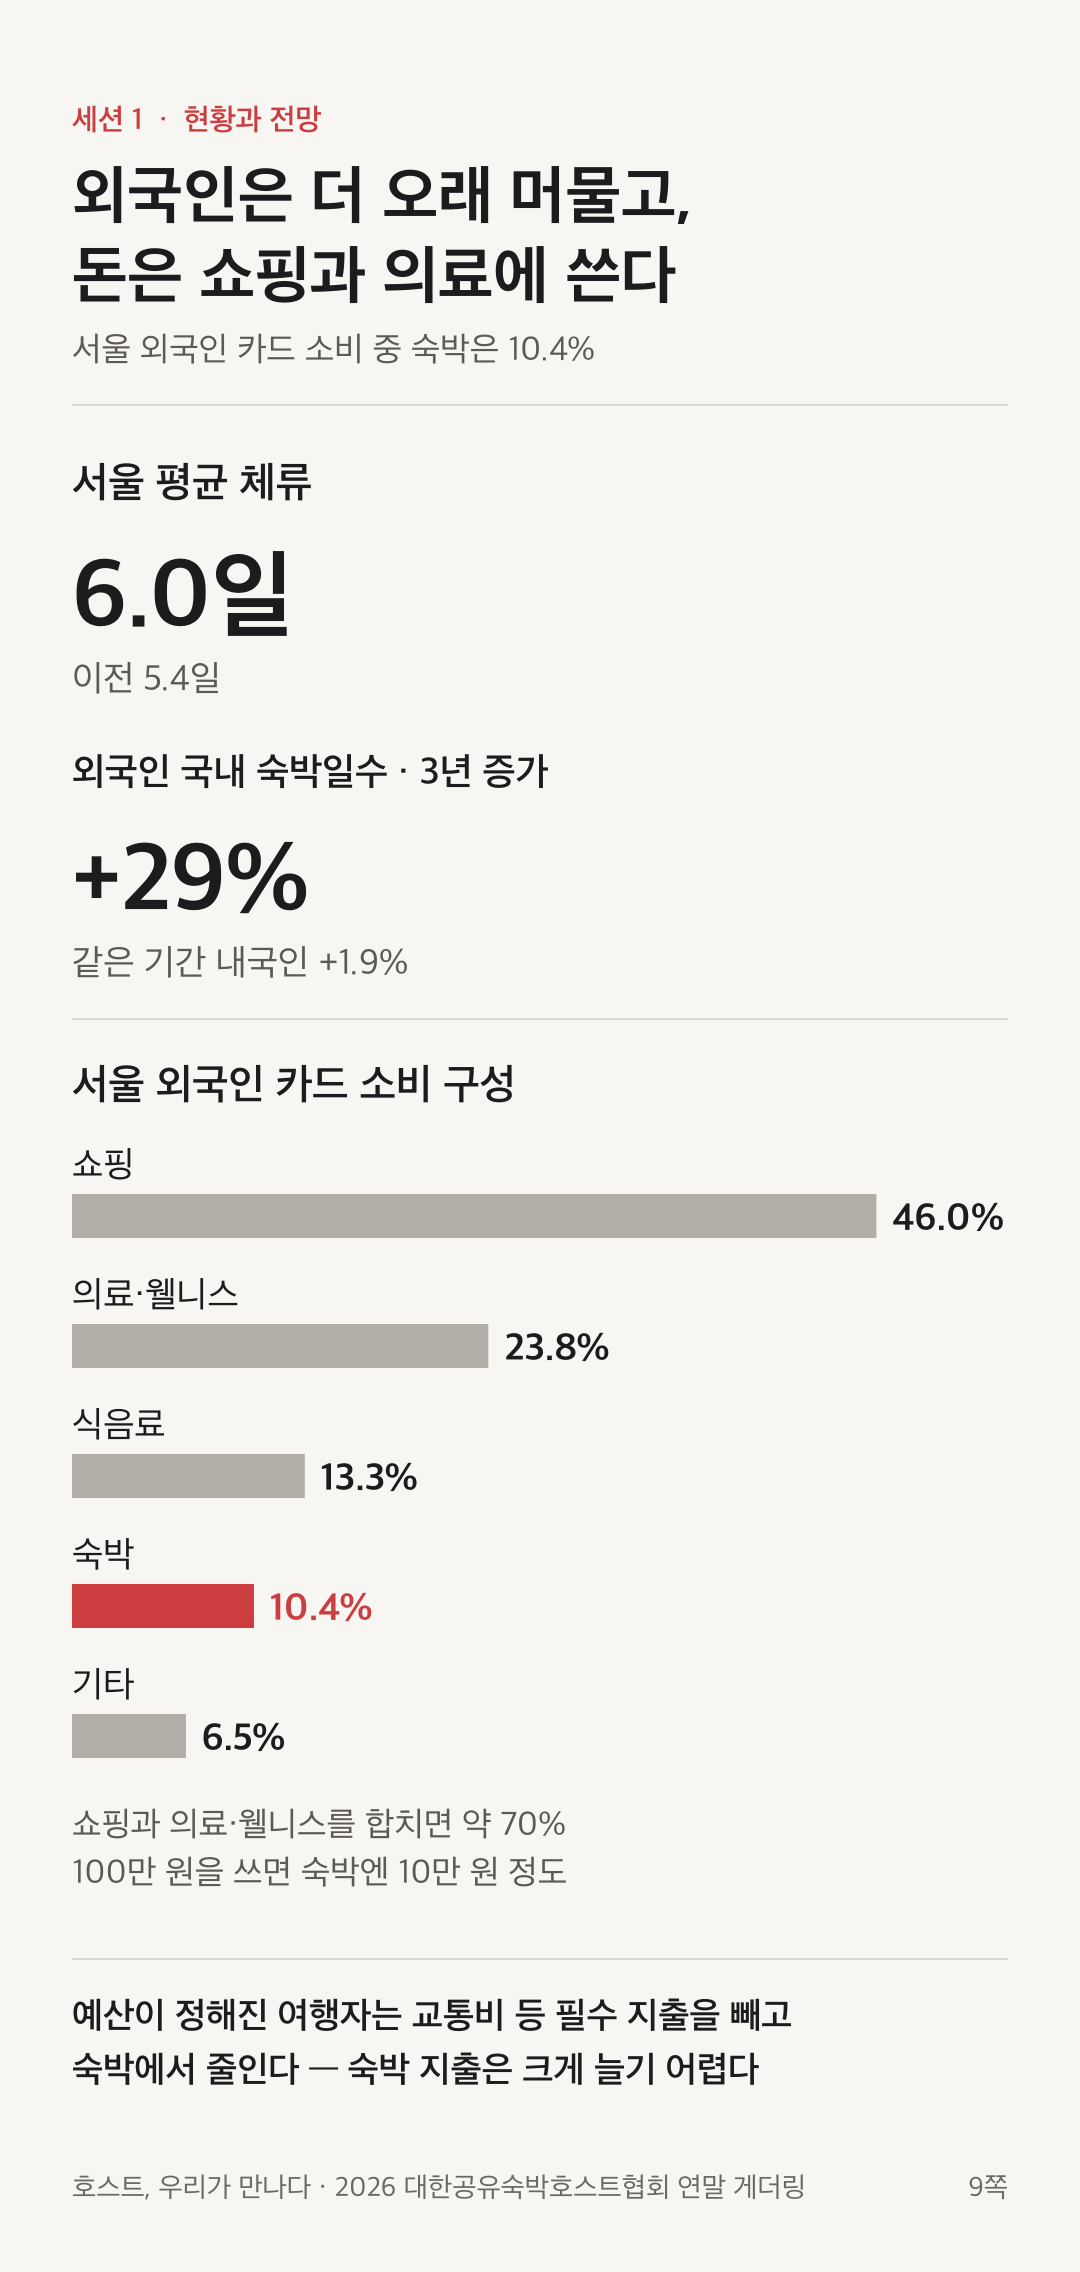 세션 1 · 현황과 전망
외국인은 더 오래 머물고,
돈은 쇼핑과 의료에 쓴다
서울 외국인 카드 소비 중 숙박은 10.4%
서울 평균 체류
6.0일
이전 5.4일
외국인 국내 숙박일수 · 3년 증가
+29%
같은 기간 내국인 +1.9%
서울 외국인 카드 소비 구성
쇼핑
46.0%
의료·웰니스
23.8%
식음료
13.3%
숙박
10.4%
기타
6.5%
쇼핑과 의료·웰니스를 합치면 약 70%
100만 원을 쓰면 숙박엔 10만 원 정도
예산이 정해진 여행자는 교통비 등 필수 지출을 빼고
숙박에서 줄인다 — 숙박 지출은 크게 늘기 어렵다
호스트, 우리가 만나다 · 2026 대한공유숙박호스트협회 연말 게더링
9쪽